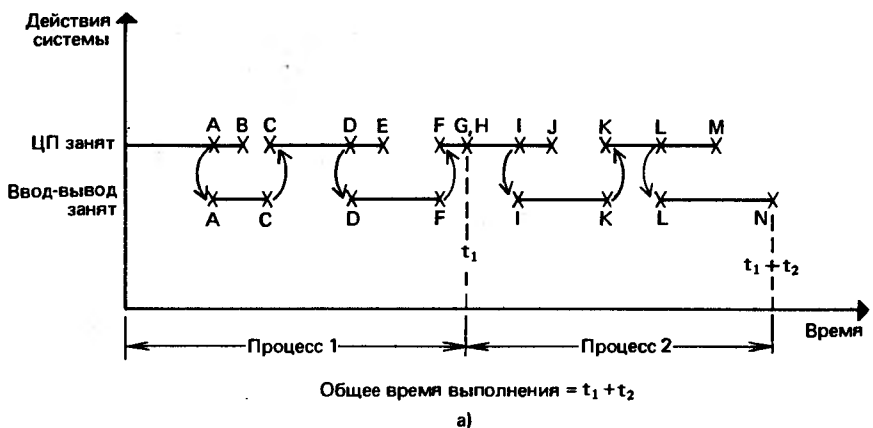 Действия
системы
A B C D E F G,H I J K L M
ЦП занят
Ввод-вывод
занят
A C D F I K L N
t₁
t₁ + t₂
Время
Процесс 1
Процесс 2
Общее время выполнения = t₁ + t₂
а)